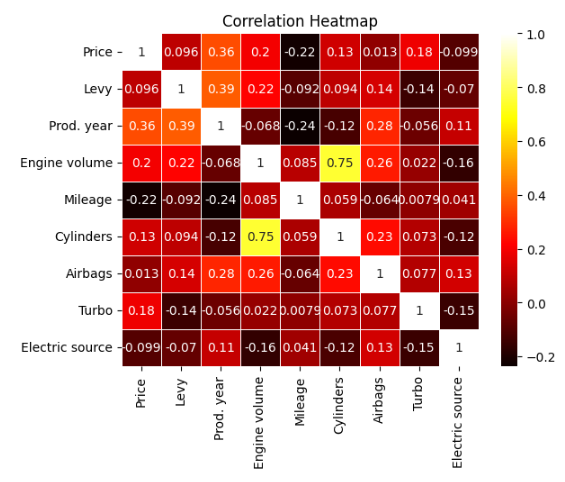 Correlation Heatmap
Price 1 0.096 0.36 0.2 -0.22 0.13 0.013 0.18 -0.099
Levy 0.096 1 0.39 0.22 -0.092 0.094 0.14 -0.14 -0.07
Prod. year 0.36 0.39 1 -0.068 -0.24 -0.12 0.28 -0.056 0.11
Engine volume 0.2 0.22 -0.068 1 0.085 0.75 0.26 0.022 -0.16
Mileage -0.22 -0.092 -0.24 0.085 1 0.059 -0.064 0.0079 0.041
Cylinders 0.13 0.094 -0.12 0.75 0.059 1 0.23 0.073 -0.12
Airbags 0.013 0.14 0.28 0.26 -0.064 0.23 1 0.077 0.13
Turbo 0.18 -0.14 -0.056 0.022 0.0079 0.073 0.077 1 -0.15
Electric source -0.099 -0.07 0.11 -0.16 0.041 -0.12 0.13 -0.15 1
Price Levy Prod. year Engine volume Mileage Cylinders Airbags Turbo Electric source
1.0
0.8
0.6
0.4
0.2
0.0
−0.2